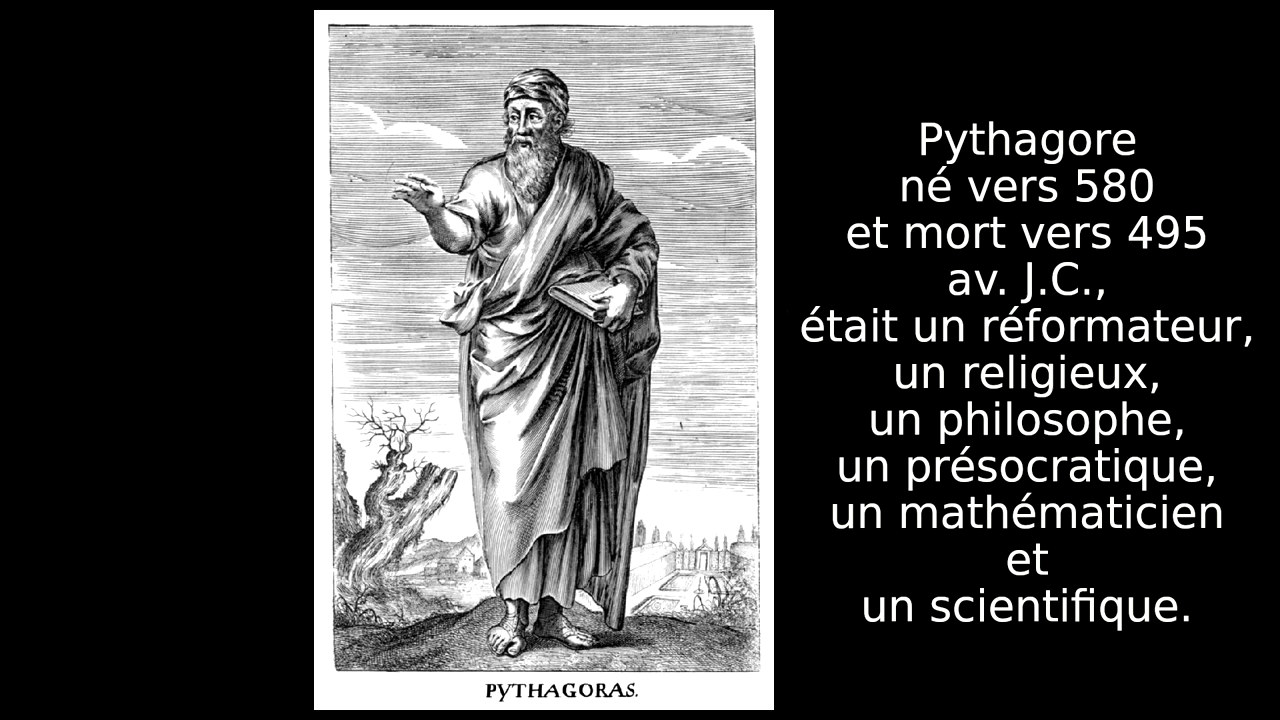 Pythagore
né vers 580
et mort vers 495
av. J.C.,
était un réformateur,
un religieux,
un philosophe,
un présocratique,
un mathématicien
et
un scientifique.
PYTHAGORAS.